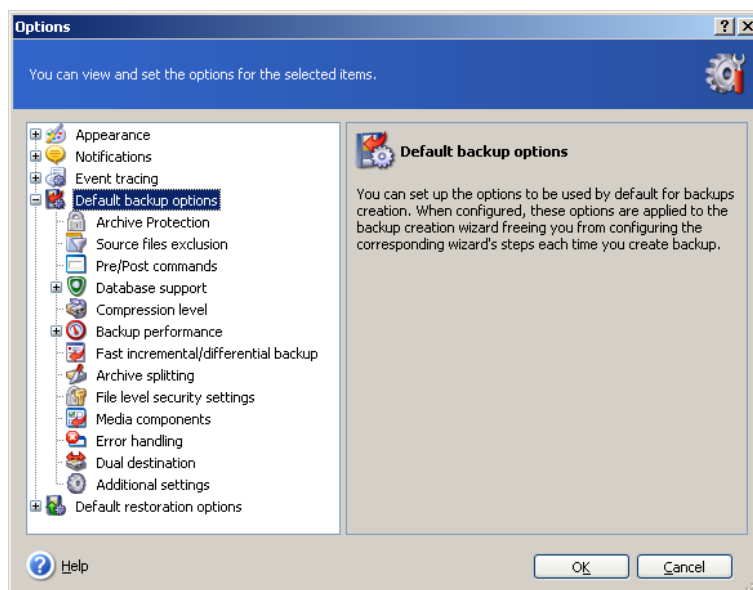 Options
You can view and set the options for the selected items.
Appearance
Notifications
Event tracing
Default backup options
Archive Protection
Source files exclusion
Pre/Post commands
Database support
Compression level
Backup performance
Fast incremental/differential backup
Archive splitting
File level security settings
Media components
Error handling
Dual destination
Additional settings
Default restoration options
Default backup options
You can set up the options to be used by default for backups
creation. When configured, these options are applied to the
backup creation wizard freeing you from configuring the
corresponding wizard's steps each time you create backup.
Help
OK
Cancel